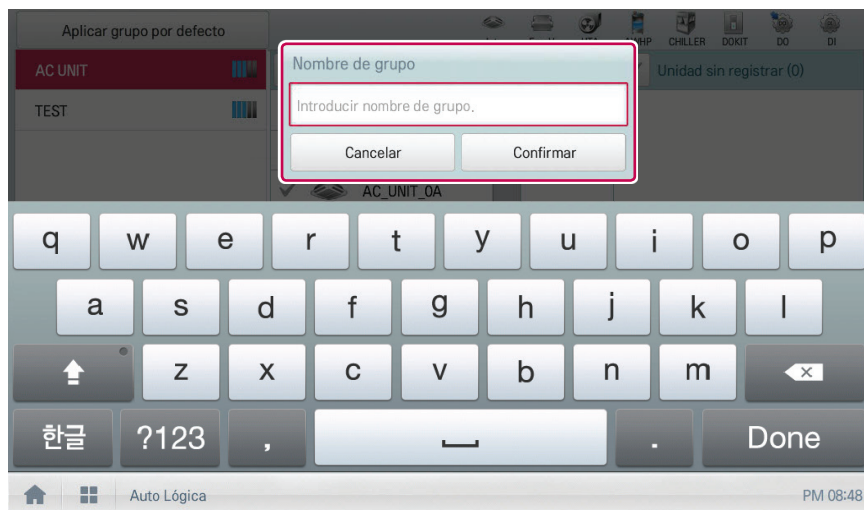 Aplicar grupo por defecto
CHILLER DOKIT DO DI
AC UNIT
Unidad sin registrar (0)
TEST
Nombre de grupo
Introducir nombre de grupo.
Cancelar Confirmar
AC_UNIT_0A
q w e r t y u i o p
a s d f g h j k l
z x c v b n m
한글 ?123 , . Done
Auto Lógica PM 08:48